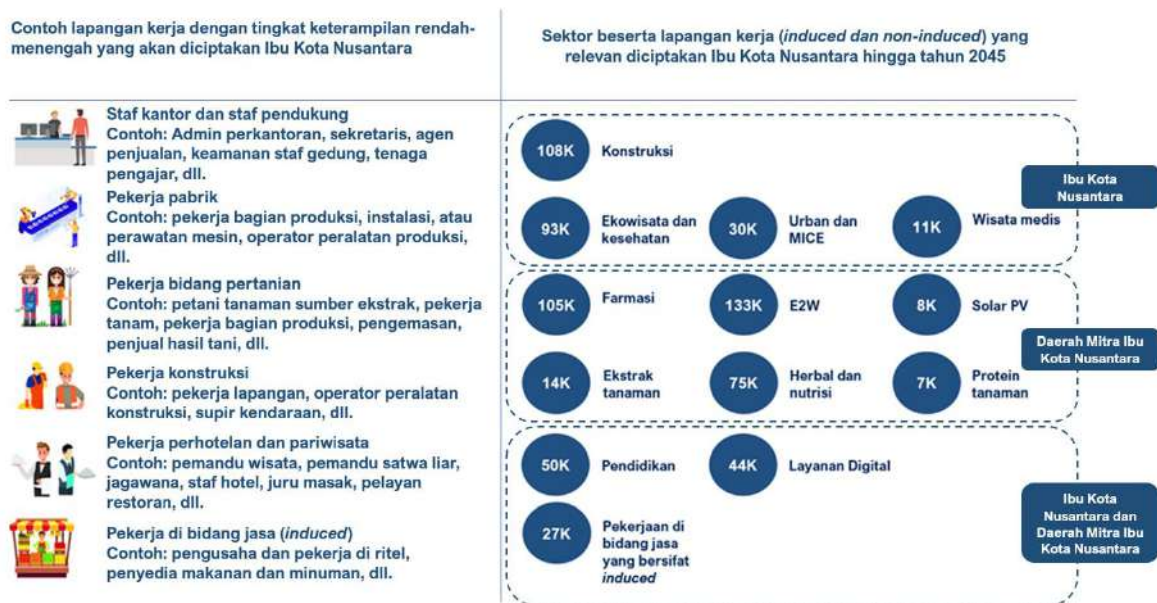 Contoh lapangan kerja dengan tingkat keterampilan rendah-
menengah yang akan diciptakan Ibu Kota Nusantara
Staf kantor dan staf pendukung
Contoh: Admin perkantoran, sekretaris, agen
penjualan, keamanan staf gedung, tenaga
pengajar, dll.
Pekerja pabrik
Contoh: pekerja bagian produksi, instalasi, atau
perawatan mesin, operator peralatan produksi,
dll.
Pekerja bidang pertanian
Contoh: petani tanaman sumber ekstrak, pekerja
tanam, pekerja bagian produksi, pengemasan,
penjual hasil tani, dll.
Pekerja konstruksi
Contoh: pekerja lapangan, operator peralatan
konstruksi, supir kendaraan, dll.
Pekerja perhotelan dan pariwisata
Contoh: pemandu wisata, pemandu satwa liar,
jagawana, staf hotel, juru masak, pelayan
restoran, dll.
Pekerja di bidang jasa (induced)
Contoh: pengusaha dan pekerja di ritel,
penyedia makanan dan minuman, dll.
Sektor beserta lapangan kerja (induced dan non-induced) yang
relevan diciptakan Ibu Kota Nusantara hingga tahun 2045
108K Konstruksi
93K Ekowisata dan
kesehatan
30K Urban dan
MICE
11K Wisata medis
Ibu Kota
Nusantara
105K Farmasi
133K E2W
8K Solar PV
14K Ekstrak
tanaman
75K Herbal dan
nutrisi
7K Protein
tanaman
Daerah Mitra Ibu
Kota Nusantara
50K Pendidikan
44K Layanan Digital
27K Pekerjaan di
bidang jasa
yang bersifat
induced
Ibu Kota
Nusantara dan
Daerah Mitra Ibu
Kota Nusantara